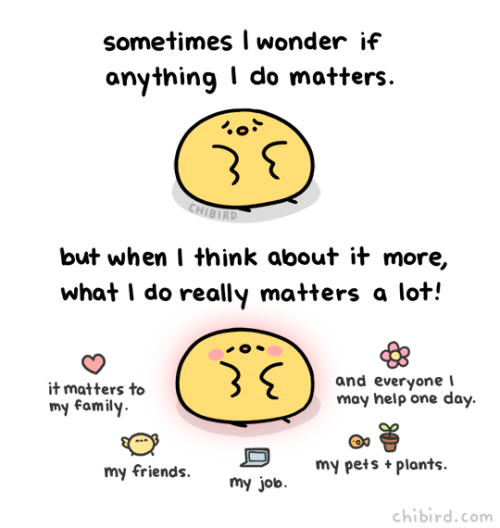 sometimes I wonder if
anything I do matters.
CHIBIRD
but when I think about it more,
what I do really matters a lot!
it matters to
my family.
my friends.
my job.
my pets + plants.
and everyone I
may help one day.
chibird.com